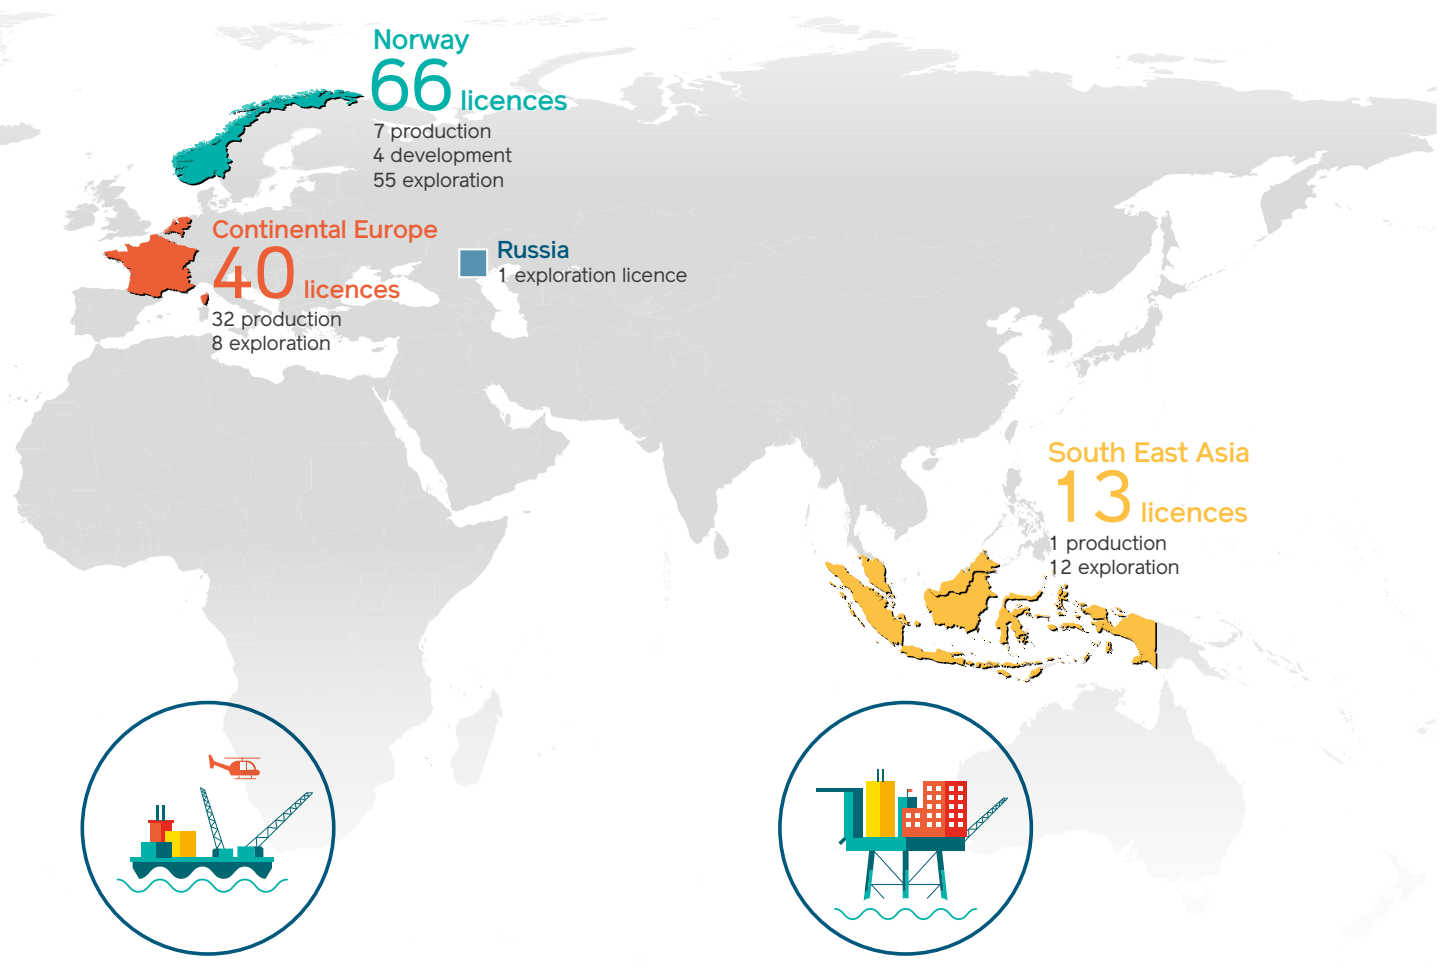 Norway
66 licences
7 production
4 development
55 exploration
Continental Europe
40 licences
32 production
8 exploration
Russia
1 exploration licence
South East Asia
13 licences
1 production
12 exploration